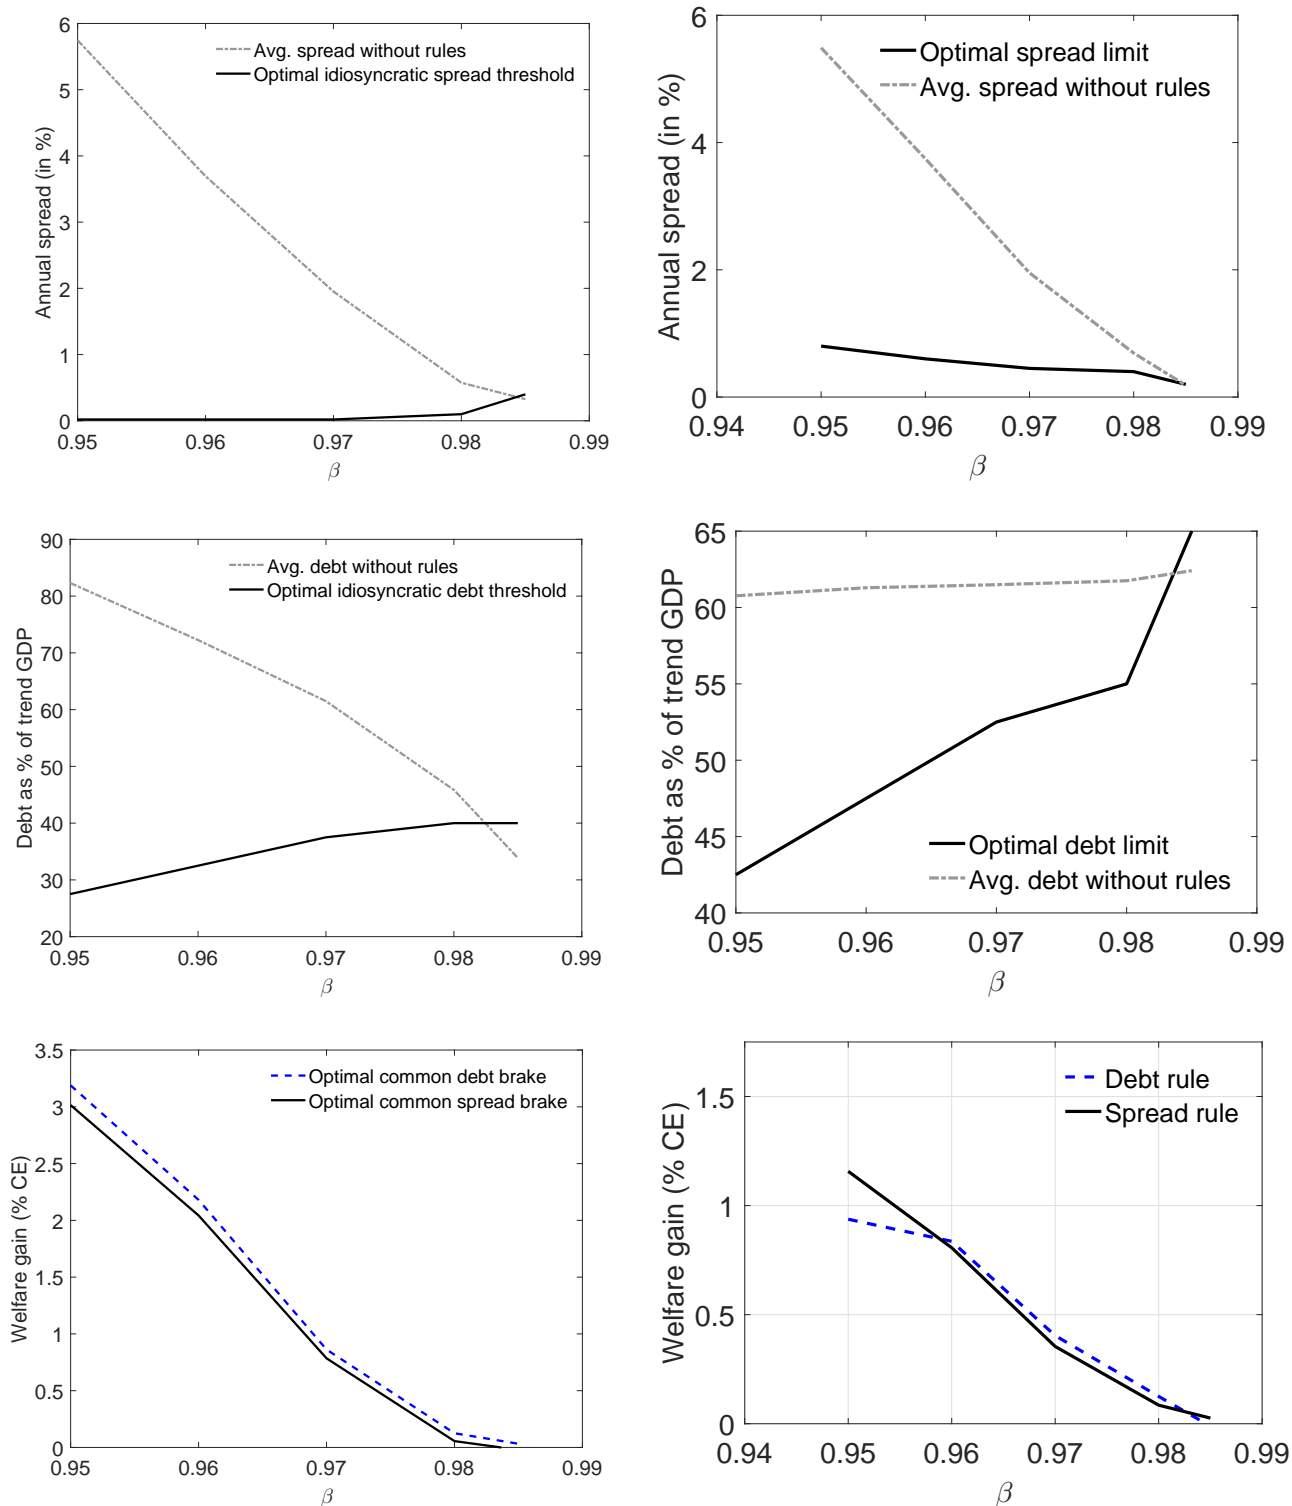 6
5
4
3
2
1
0
Annual spread (in %)
Avg. spread without rules
Optimal idiosyncratic spread threshold
0.95 0.96 0.97 0.98 0.99
β
6
4
2
0
Annual spread (in %)
Optimal spread limit
Avg. spread without rules
0.94 0.95 0.96 0.97 0.98 0.99
β
90
80
70
60
50
40
30
20
Debt as % of trend GDP
Avg. debt without rules
Optimal idiosyncratic debt threshold
0.95 0.96 0.97 0.98 0.99
β
65
60
55
50
45
40
Debt as % of trend GDP
Optimal debt limit
Avg. debt without rules
0.95 0.96 0.97 0.98 0.99
β
3.5
3
2.5
2
1.5
1
0.5
0
Welfare gain (% CE)
Optimal common debt brake
Optimal common spread brake
0.95 0.96 0.97 0.98 0.99
β
1.5
1
0.5
0
Welfare gain (% CE)
Debt rule
Spread rule
0.94 0.95 0.96 0.97 0.98 0.99
β